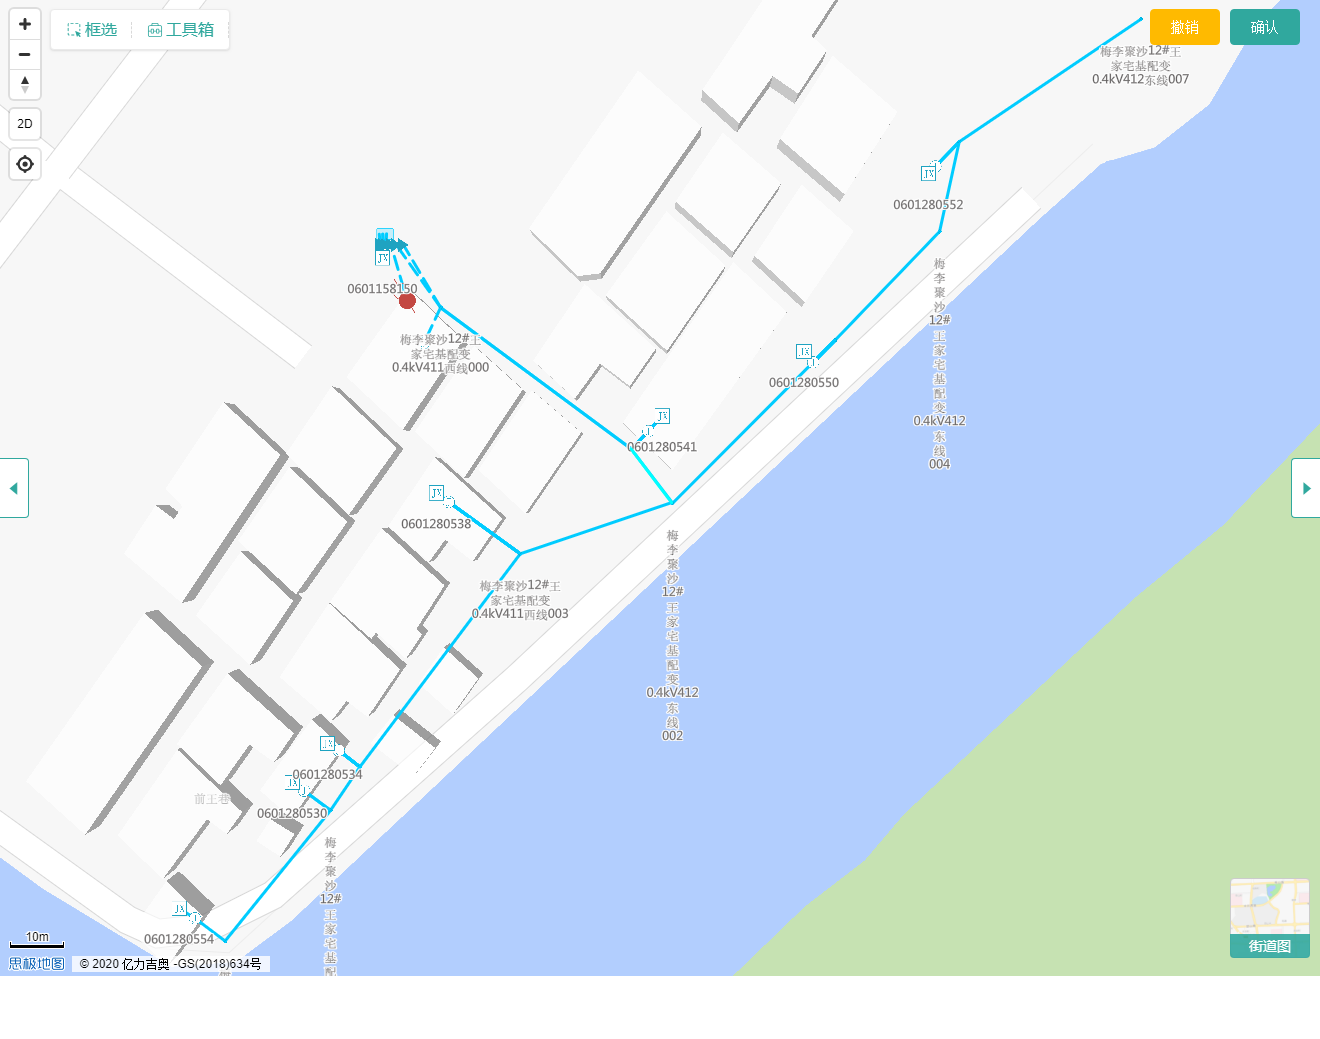 框选
工具箱
撤销
确认
2D
梅李聚沙12#王
家宅基配变
0.4kV412东线007
JX
0601280552
JX
0601158150
梅李聚沙12#王
家宅基配变
0.4kV411西线000
梅
李
聚
沙
12#
王
家
宅
基
配
变
0.4kV412
东
线
004
JX
0601280550
JX
0601280541
JX
0601280538
梅李聚沙12#王
家宅基配变
0.4kV411西线003
梅
李
聚
沙
12#
王
家
宅
基
配
变
0.4kV412
东
线
002
JX
0601280534
JX
0601280530
前王巷
梅
李
聚
沙
12#
王
家
宅
基
配
JX
0601280554
10m
思极地图
© 2020 亿力吉奥 -GS(2018)634号
街道图